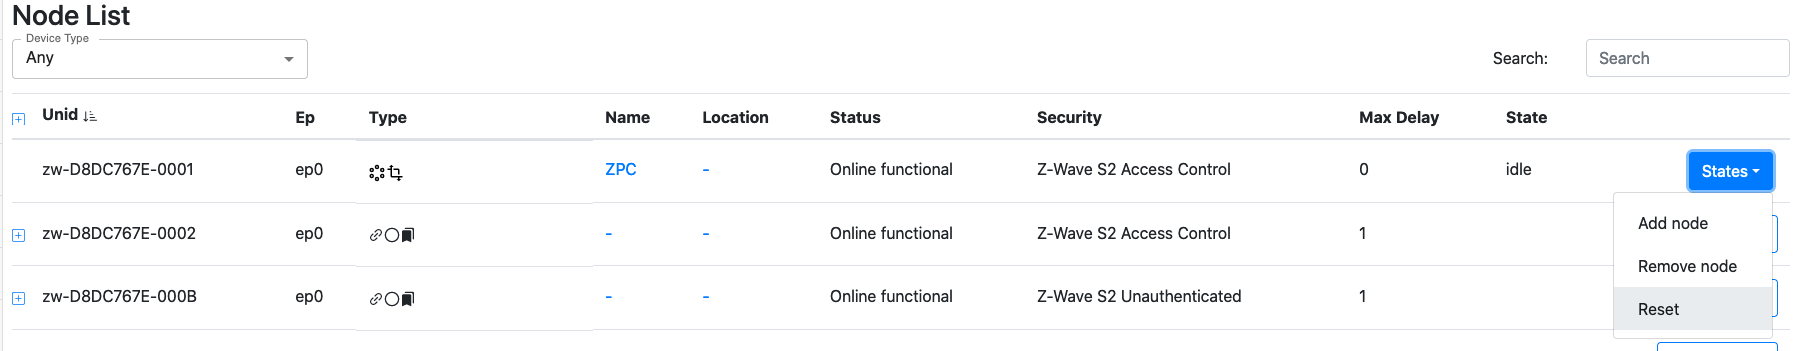 Node List
Device Type
Any
Search: Search
Unid Ep Type Name Location Status Security Max Delay State
zw-D8DC767E-0001 ep0 ZPC - Online functional Z-Wave S2 Access Control 0 idle States
Add node
zw-D8DC767E-0002 ep0 - - Online functional Z-Wave S2 Access Control 1
Remove node
zw-D8DC767E-000B ep0 - - Online functional Z-Wave S2 Unauthenticated 1
Reset